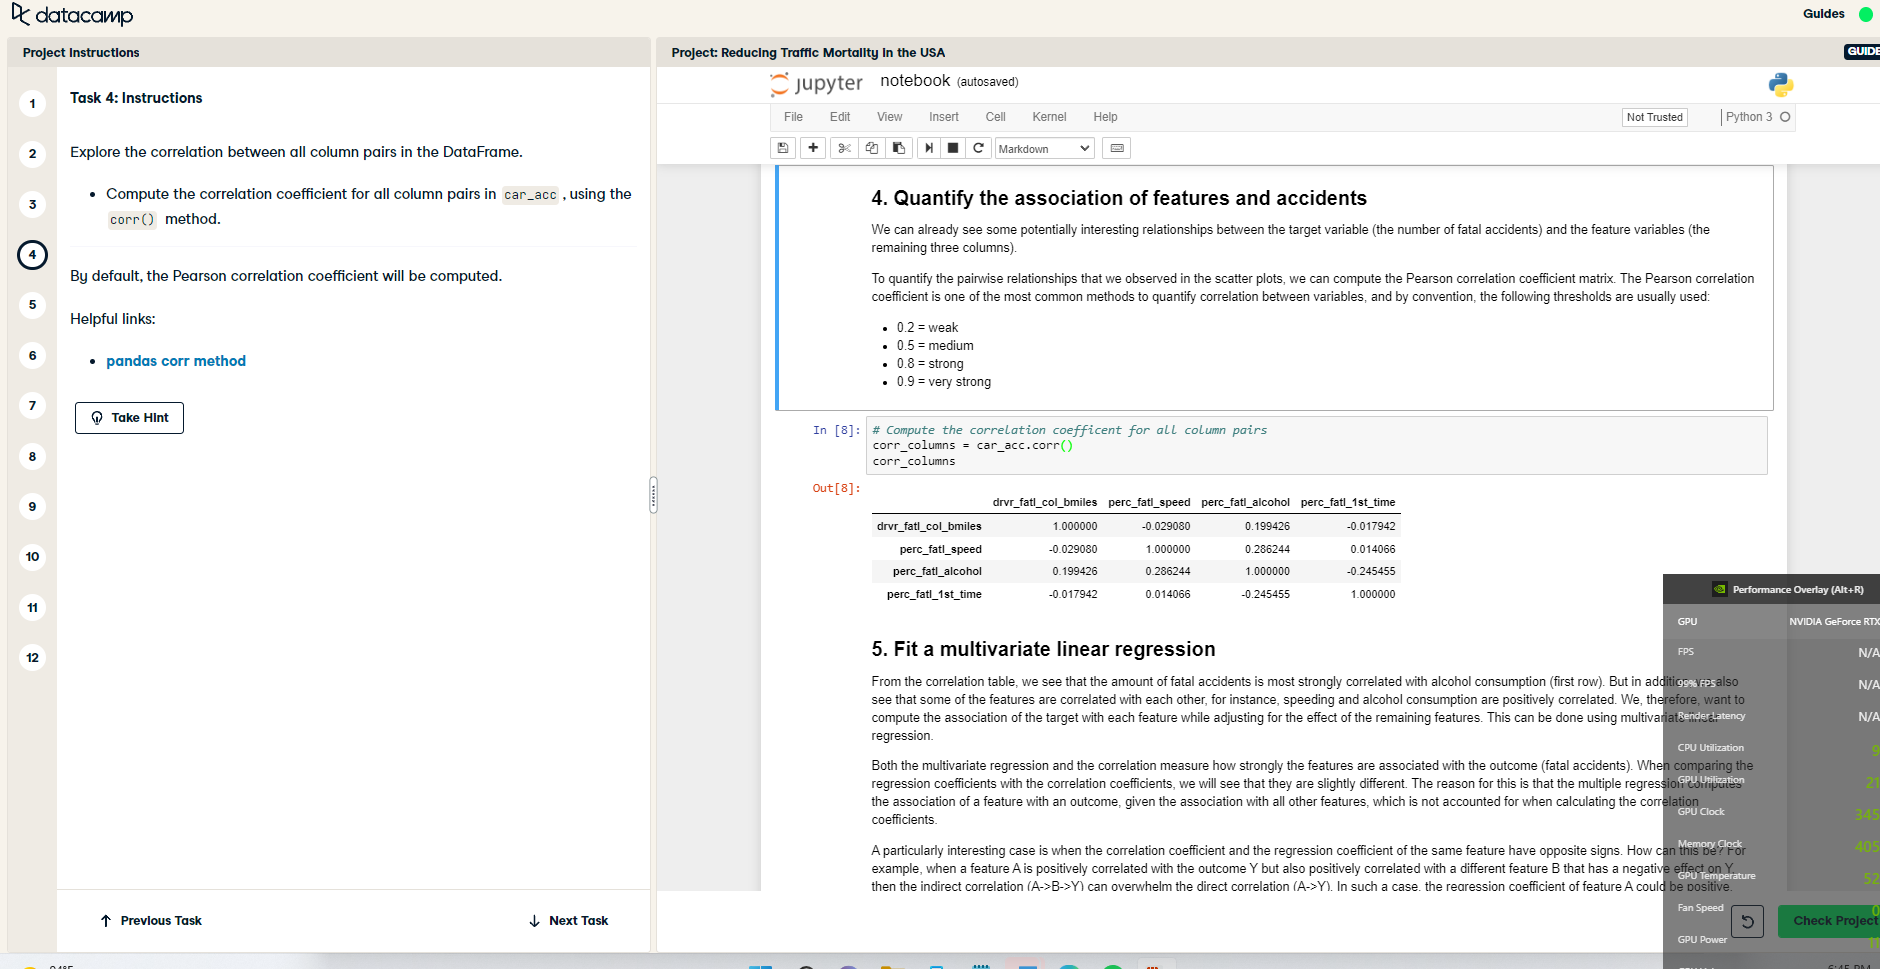 datacamp
Guides
Project Instructions
Project: Reducing Traffic Mortality in the USA
GUIDE
1
2
3
4
5
6
7
8
9
10
11
12
Task 4: Instructions
Explore the correlation between all column pairs in the DataFrame.
• Compute the correlation coefficient for all column pairs in car_acc , using the
corr() method.
By default, the Pearson correlation coefficient will be computed.
Helpful links:
• pandas corr method
Take Hint
↑ Previous Task
↓ Next Task
jupyter notebook (autosaved)
File Edit View Insert Cell Kernel Help
Not Trusted
Python 3
Markdown
4. Quantify the association of features and accidents
We can already see some potentially interesting relationships between the target variable (the number of fatal accidents) and the feature variables (the
remaining three columns).
To quantify the pairwise relationships that we observed in the scatter plots, we can compute the Pearson correlation coefficient matrix. The Pearson correlation
coefficient is one of the most common methods to quantify correlation between variables, and by convention, the following thresholds are usually used:
• 0.2 = weak
• 0.5 = medium
• 0.8 = strong
• 0.9 = very strong
In [8]: # Compute the correlation coefficent for all column pairs
corr_columns = car_acc.corr()
corr_columns
Out[8]:
drvr_fatl_col_bmiles perc_fatl_speed perc_fatl_alcohol perc_fatl_1st_time
drvr_fatl_col_bmiles 1.000000 -0.029080 0.199426 -0.017942
perc_fatl_speed -0.029080 1.000000 0.286244 0.014066
perc_fatl_alcohol 0.199426 0.286244 1.000000 -0.245455
perc_fatl_1st_time -0.017942 0.014066 -0.245455 1.000000
5. Fit a multivariate linear regression
From the correlation table, we see that the amount of fatal accidents is most strongly correlated with alcohol consumption (first row). But in addition, we also
see that some of the features are correlated with each other, for instance, speeding and alcohol consumption are positively correlated. We, therefore, want to
compute the association of the target with each feature while adjusting for the effect of the remaining features. This can be done using multivariate linear
regression.
Both the multivariate regression and the correlation measure how strongly the features are associated with the outcome (fatal accidents). When comparing the
regression coefficients with the correlation coefficients, we will see that they are slightly different. The reason for this is that the multiple regression computes
the association of a feature with an outcome, given the association with all other features, which is not accounted for when calculating the correlation
coefficients.
A particularly interesting case is when the correlation coefficient and the regression coefficient of the same feature have opposite signs. How can this be? For
example, when a feature A is positively correlated with the outcome Y but also positively correlated with a different feature B that has a negative effect on Y,
then the indirect correlation (A->B->Y) can overwhelm the direct correlation (A->Y). In such a case, the regression coefficient of feature A could be positive,
Performance Overlay (Alt+R)
GPU NVIDIA GeForce RTX
FPS N/A
99% FPS N/A
Render Latency N/A
CPU Utilization 9
GPU Utilization 21
GPU Clock 345
Memory Clock 405
GPU Temperature 52
Fan Speed 0
GPU Power 11
Check Project